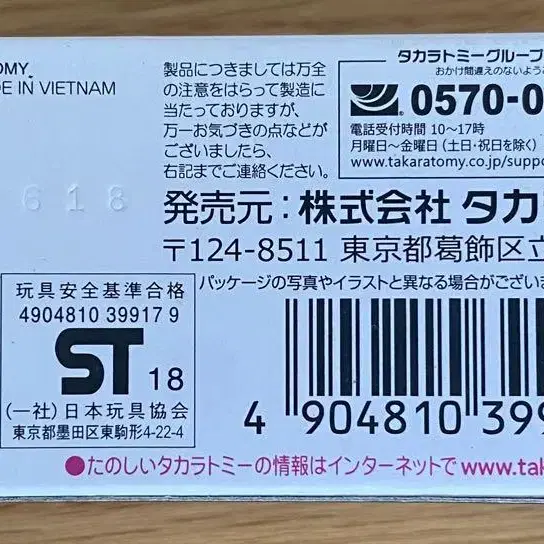 OMY
E IN VIETNAM
製品につきましては万全
の注意をはらって製造に
当たっておりますが、
万一お気づきの点などが
ございましたら、
右記までご連絡ください。
タカラトミーグループ
おかけ間違えのないよう
0570-0
電話受付時間 10～17時
月曜日～金曜日(土日・祝日を除く)
www.takaratomy.co.jp/suppo
618
発売元:株式会社 タカ
〒124-8511 東京都葛飾区立
パッケージの写真やイラストと異なる場合がござい
玩具安全基準合格
4904810 39917 9
ST 18
(一社)日本玩具協会
東京都墨田区東駒形4-22-4
4 904810 399
●たのしいタカラトミーの情報はインターネットで www.tak